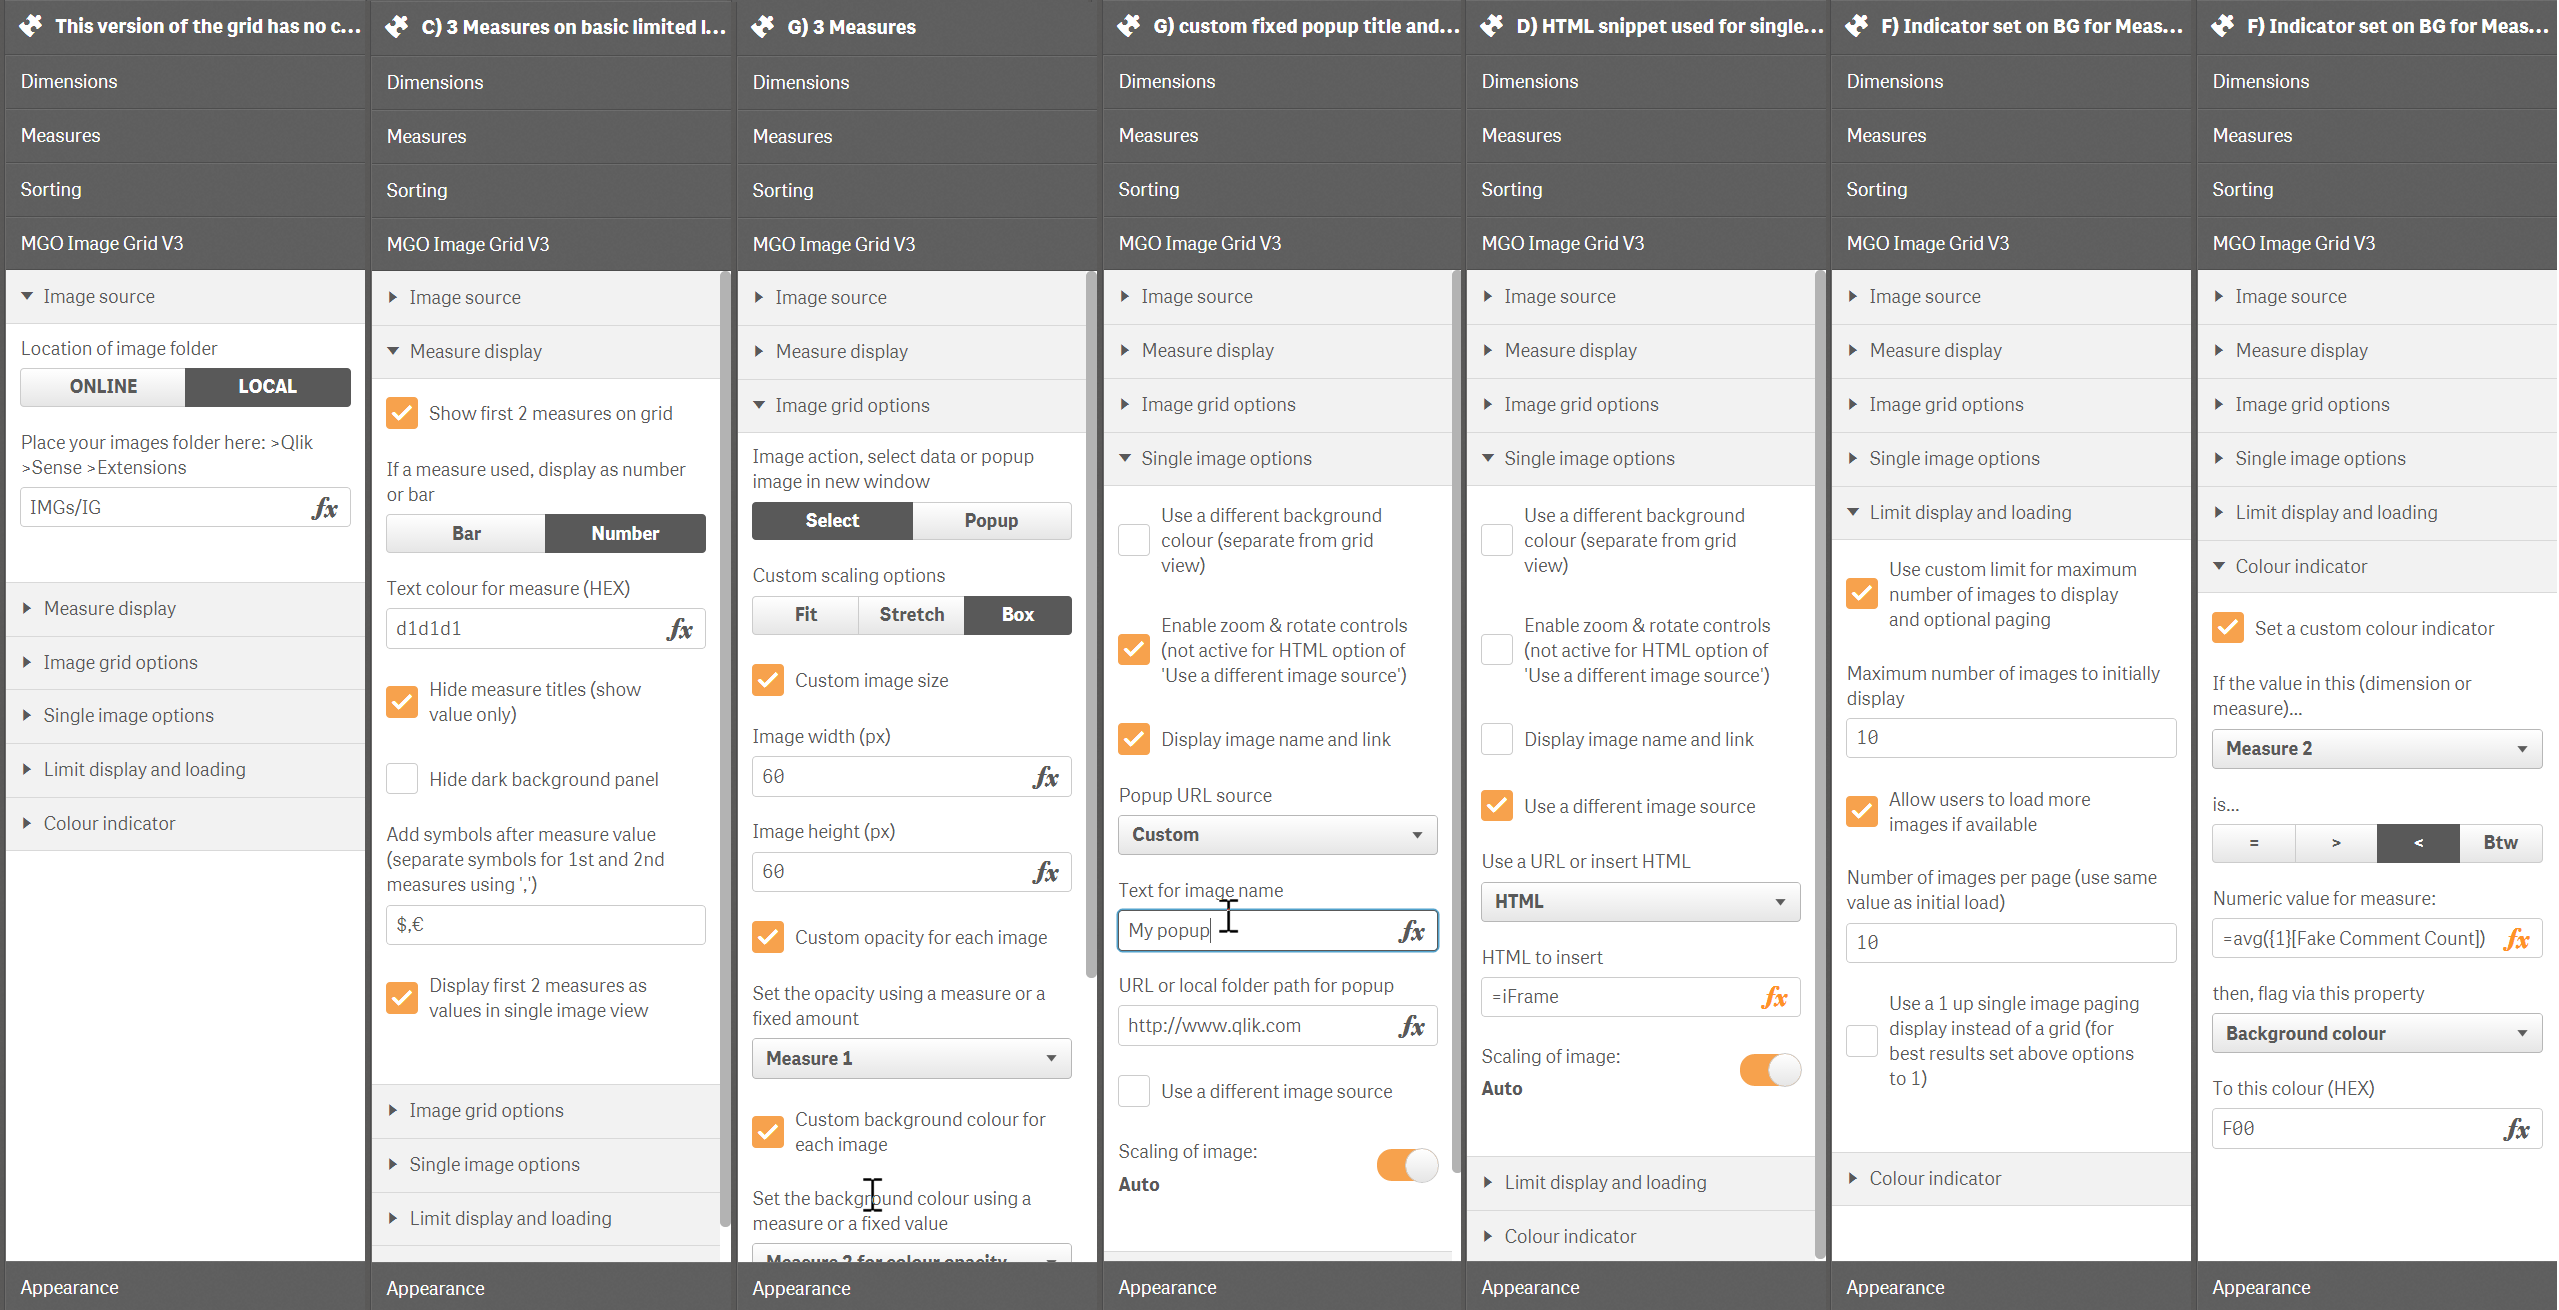 This version of the grid has no c...
Dimensions
Measures
Sorting
MGO Image Grid V3
Image source
Location of image folder
ONLINE
LOCAL
Place your images folder here: >Qlik
>Sense >Extensions
IMGs/IG
fx
Measure display
Image grid options
Single image options
Limit display and loading
Colour indicator
Appearance
C) 3 Measures on basic limited l...
Dimensions
Measures
Sorting
MGO Image Grid V3
Image source
Measure display
Show first 2 measures on grid
If a measure used, display as number
or bar
Bar
Number
Text colour for measure (HEX)
d1d1d1
fx
Hide measure titles (show
value only)
Hide dark background panel
Add symbols after measure value
(separate symbols for 1st and 2nd
measures using ',')
$,€
Display first 2 measures as
values in single image view
Image grid options
Single image options
Limit display and loading
Appearance
G) 3 Measures
Dimensions
Measures
Sorting
MGO Image Grid V3
Image source
Measure display
Image grid options
Image action, select data or popup
image in new window
Select
Popup
Custom scaling options
Fit
Stretch
Box
Custom image size
Image width (px)
60
fx
Image height (px)
60
fx
Custom opacity for each image
Set the opacity using a measure or a
fixed amount
Measure 1
Custom background colour for
each image
Set the background colour using a
measure or a fixed value
Measure 2 for colour opacity
Appearance
G) custom fixed popup title and...
Dimensions
Measures
Sorting
MGO Image Grid V3
Image source
Measure display
Image grid options
Single image options
Use a different background
colour (separate from grid
view)
Enable zoom & rotate controls
(not active for HTML option of
'Use a different image source')
Display image name and link
Popup URL source
Custom
Text for image name
My popup
fx
URL or local folder path for popup
http://www.qlik.com
fx
Use a different image source
Scaling of image:
Auto
Appearance
D) HTML snippet used for single...
Dimensions
Measures
Sorting
MGO Image Grid V3
Image source
Measure display
Image grid options
Single image options
Use a different background
colour (separate from grid
view)
Enable zoom & rotate controls
(not active for HTML option of
'Use a different image source')
Display image name and link
Use a different image source
Use a URL or insert HTML
HTML
HTML to insert
=iFrame
fx
Scaling of image:
Auto
Limit display and loading
Colour indicator
Appearance
F) Indicator set on BG for Meas...
Dimensions
Measures
Sorting
MGO Image Grid V3
Image source
Measure display
Image grid options
Single image options
Limit display and loading
Use custom limit for maximum
number of images to display
and optional paging
Maximum number of images to initially
display
10
Allow users to load more
images if available
Number of images per page (use same
value as initial load)
10
Use a 1 up single image paging
display instead of a grid (for
best results set above options
to 1)
Colour indicator
Appearance
F) Indicator set on BG for Meas...
Dimensions
Measures
Sorting
MGO Image Grid V3
Image source
Measure display
Image grid options
Single image options
Limit display and loading
Colour indicator
Set a custom colour indicator
If the value in this (dimension or
measure)...
Measure 2
is...
=
>
<
Btw
Numeric value for measure:
=avg({1}[Fake Comment Count])
fx
then, flag via this property
Background colour
To this colour (HEX)
F00
fx
Appearance